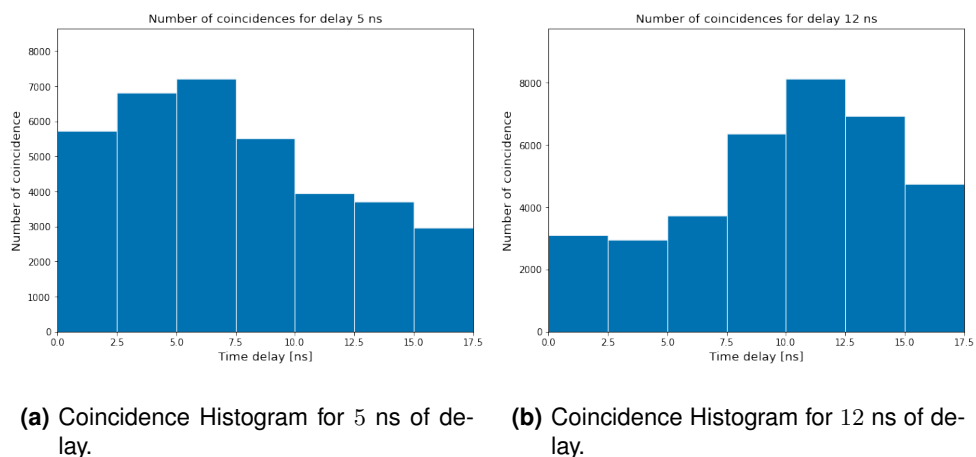 Number of coincidences for delay 5 ns
Number of coincidence
8000
7000
6000
5000
4000
3000
2000
1000
0
0.0 2.5 5.0 7.5 10.0 12.5 15.0 17.5
Time delay [ns]
(a) Coincidence Histogram for 5 ns of de-
lay.
Number of coincidences for delay 12 ns
Number of coincidence
8000
6000
4000
2000
0
0.0 2.5 5.0 7.5 10.0 12.5 15.0 17.5
Time delay [ns]
(b) Coincidence Histogram for 12 ns of de-
lay.